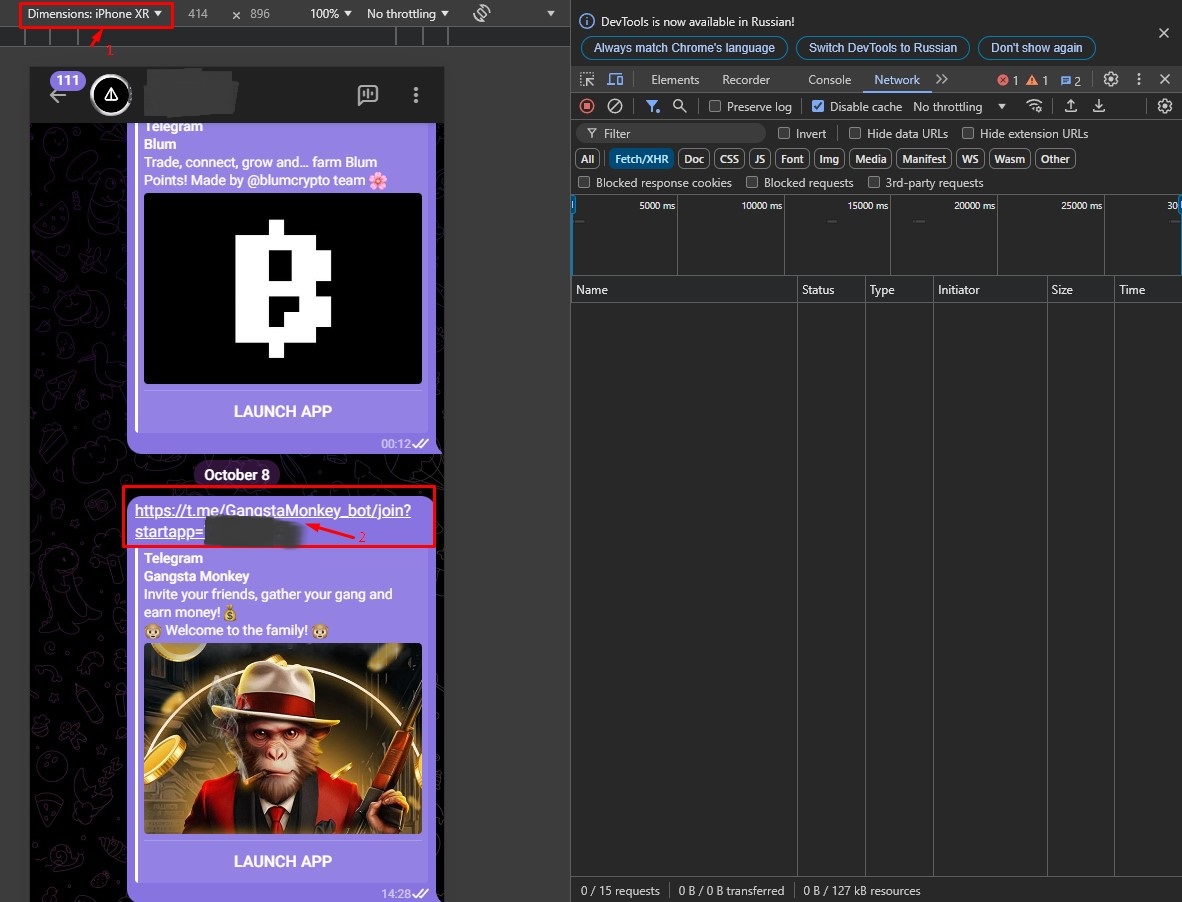 Dimensions: iPhone XR 414 × 896 100% No throttling
1
111
Telegram
Blum
Trade, connect, grow and... farm Blum
Points! Made by @blumcrypto team 🌸
LAUNCH APP
00:12
October 8
https://t.me/GangstaMonkey_bot/join?
startapp=
2
Telegram
Gangsta Monkey
Invite your friends, gather your gang and
earn money! 💰
🐵 Welcome to the family! 🐵
LAUNCH APP
14:28
DevTools is now available in Russian!
Always match Chrome's language Switch DevTools to Russian Don't show again
Elements Recorder Console Network 1 1 2
Preserve log Disable cache No throttling
Filter Invert Hide data URLs Hide extension URLs
All Fetch/XHR Doc CSS JS Font Img Media Manifest WS Wasm Other
Blocked response cookies Blocked requests 3rd-party requests
5000 ms 10000 ms 15000 ms 20000 ms 25000 ms 30
Name Status Type Initiator Size Time
0 / 15 requests 0 B / 0 B transferred 0 B / 127 kB resources